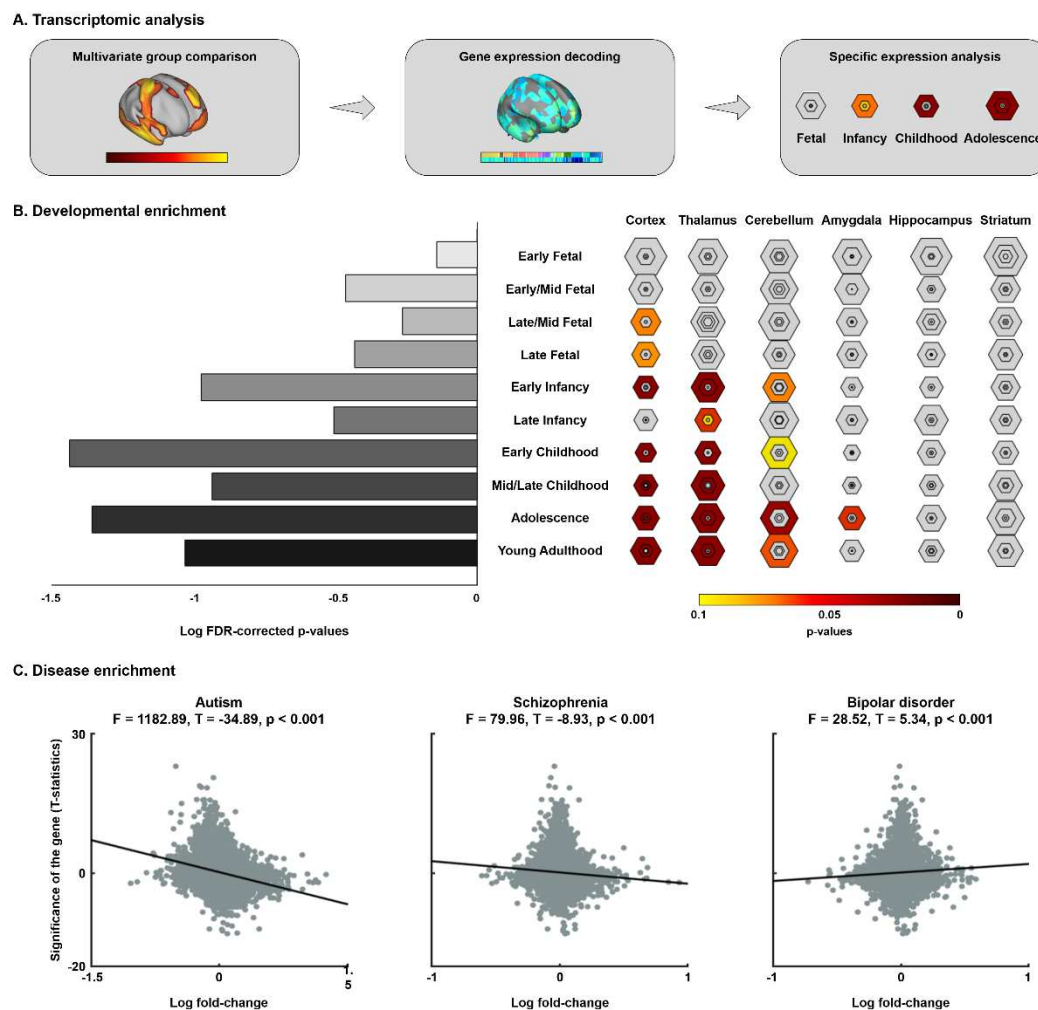 A. Transcriptomic analysis
Multivariate group comparison
Gene expression decoding
Specific expression analysis
Fetal Infancy Childhood Adolescence
B. Developmental enrichment
Cortex Thalamus Cerebellum Amygdala Hippocampus Striatum
Early Fetal
Early/Mid Fetal
Late/Mid Fetal
Late Fetal
Early Infancy
Late Infancy
Early Childhood
Mid/Late Childhood
Adolescence
Young Adulthood
-1.5 -1 -0.5 0
Log FDR-corrected p-values
0.1 0.05 0
p-values
C. Disease enrichment
Autism
F = 1182.89, T = -34.89, p < 0.001
Schizophrenia
F = 79.96, T = -8.93, p < 0.001
Bipolar disorder
F = 28.52, T = 5.34, p < 0.001
Significance of the gene (T-statistics)
30
0
-20
-1.5 0 1.
5
Log fold-change
-1 0 1
Log fold-change
-1 0 1
Log fold-change